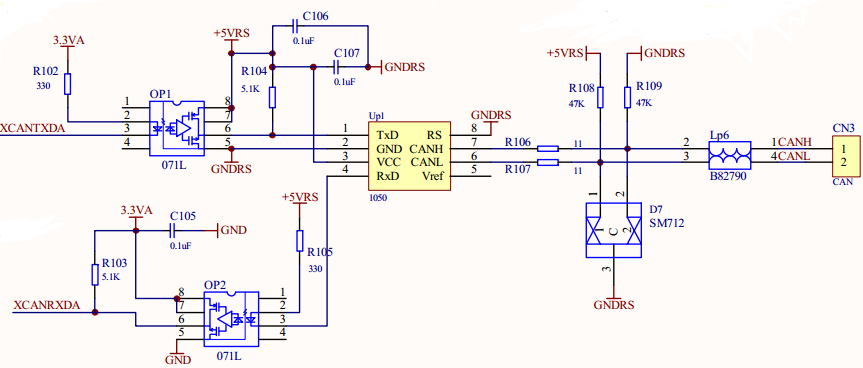 C106
0.1uF
+5VRS
3.3VA
C107
0.1uF
GNDRS
R102
330
R104
5.1K
OP1
1
2
3
4
8
7
6
5
071L
XCANTXDA
GNDRS
Up1
1 TxD RS 8
2 GND CANH 7
3 VCC CANL 6
4 RxD Vref 5
1050
GNDRS
R106 11
R107 11
+5VRS
GNDRS
R108
47K
R109
47K
Lp6
2
3
1 CANH
4 CANL
B82790
CN3
1
2
CAN
1
2
D7
SM712
1 C 2
3
GNDRS
3.3VA
C105
0.1uF
GND
+5VRS
R105
330
R103
5.1K
OP2
8
7
6
5
1
2
3
4
071L
XCANRXDA
GND